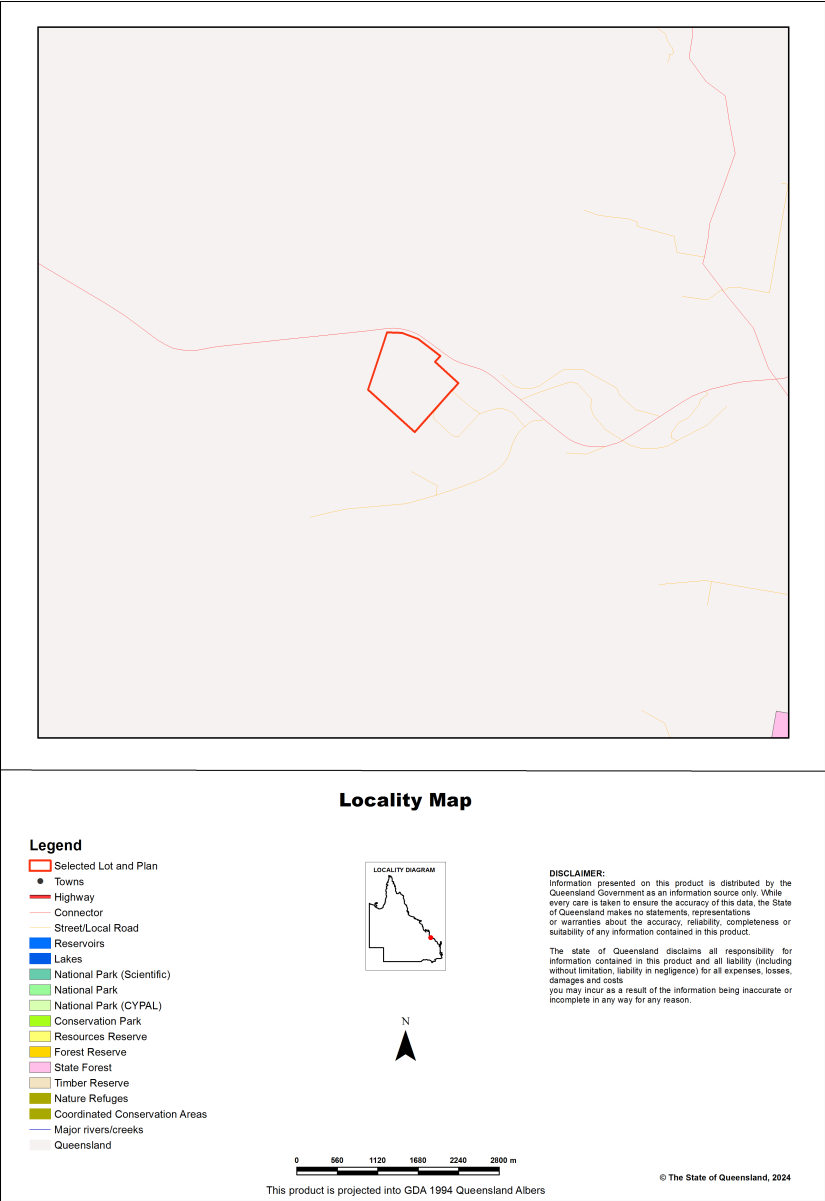 Locality Map
Legend
Selected Lot and Plan
Towns
Highway
Connector
Street/Local Road
Reservoirs
Lakes
National Park (Scientific)
National Park
National Park (CYPAL)
Conservation Park
Resources Reserve
Forest Reserve
State Forest
Timber Reserve
Nature Refuges
Coordinated Conservation Areas
Major rivers/creeks
Queensland
LOCALITY DIAGRAM
N
0 560 1120 1680 2240 2800 m
This product is projected into GDA 1994 Queensland Albers
DISCLAIMER:
Information presented on this product is distributed by the
Queensland Government as an information source only. While
every care is taken to ensure the accuracy of this data, the State
of Queensland makes no statements, representations
or warranties about the accuracy, reliability, completeness or
suitability of any information contained in this product.
The state of Queensland disclaims all responsibility for
information contained in this product and all liability (including
without limitation, liability in negligence) for all expenses, losses,
damages and costs
you may incur as a result of the information being inaccurate or
incomplete in any way for any reason.
© The State of Queensland, 2024